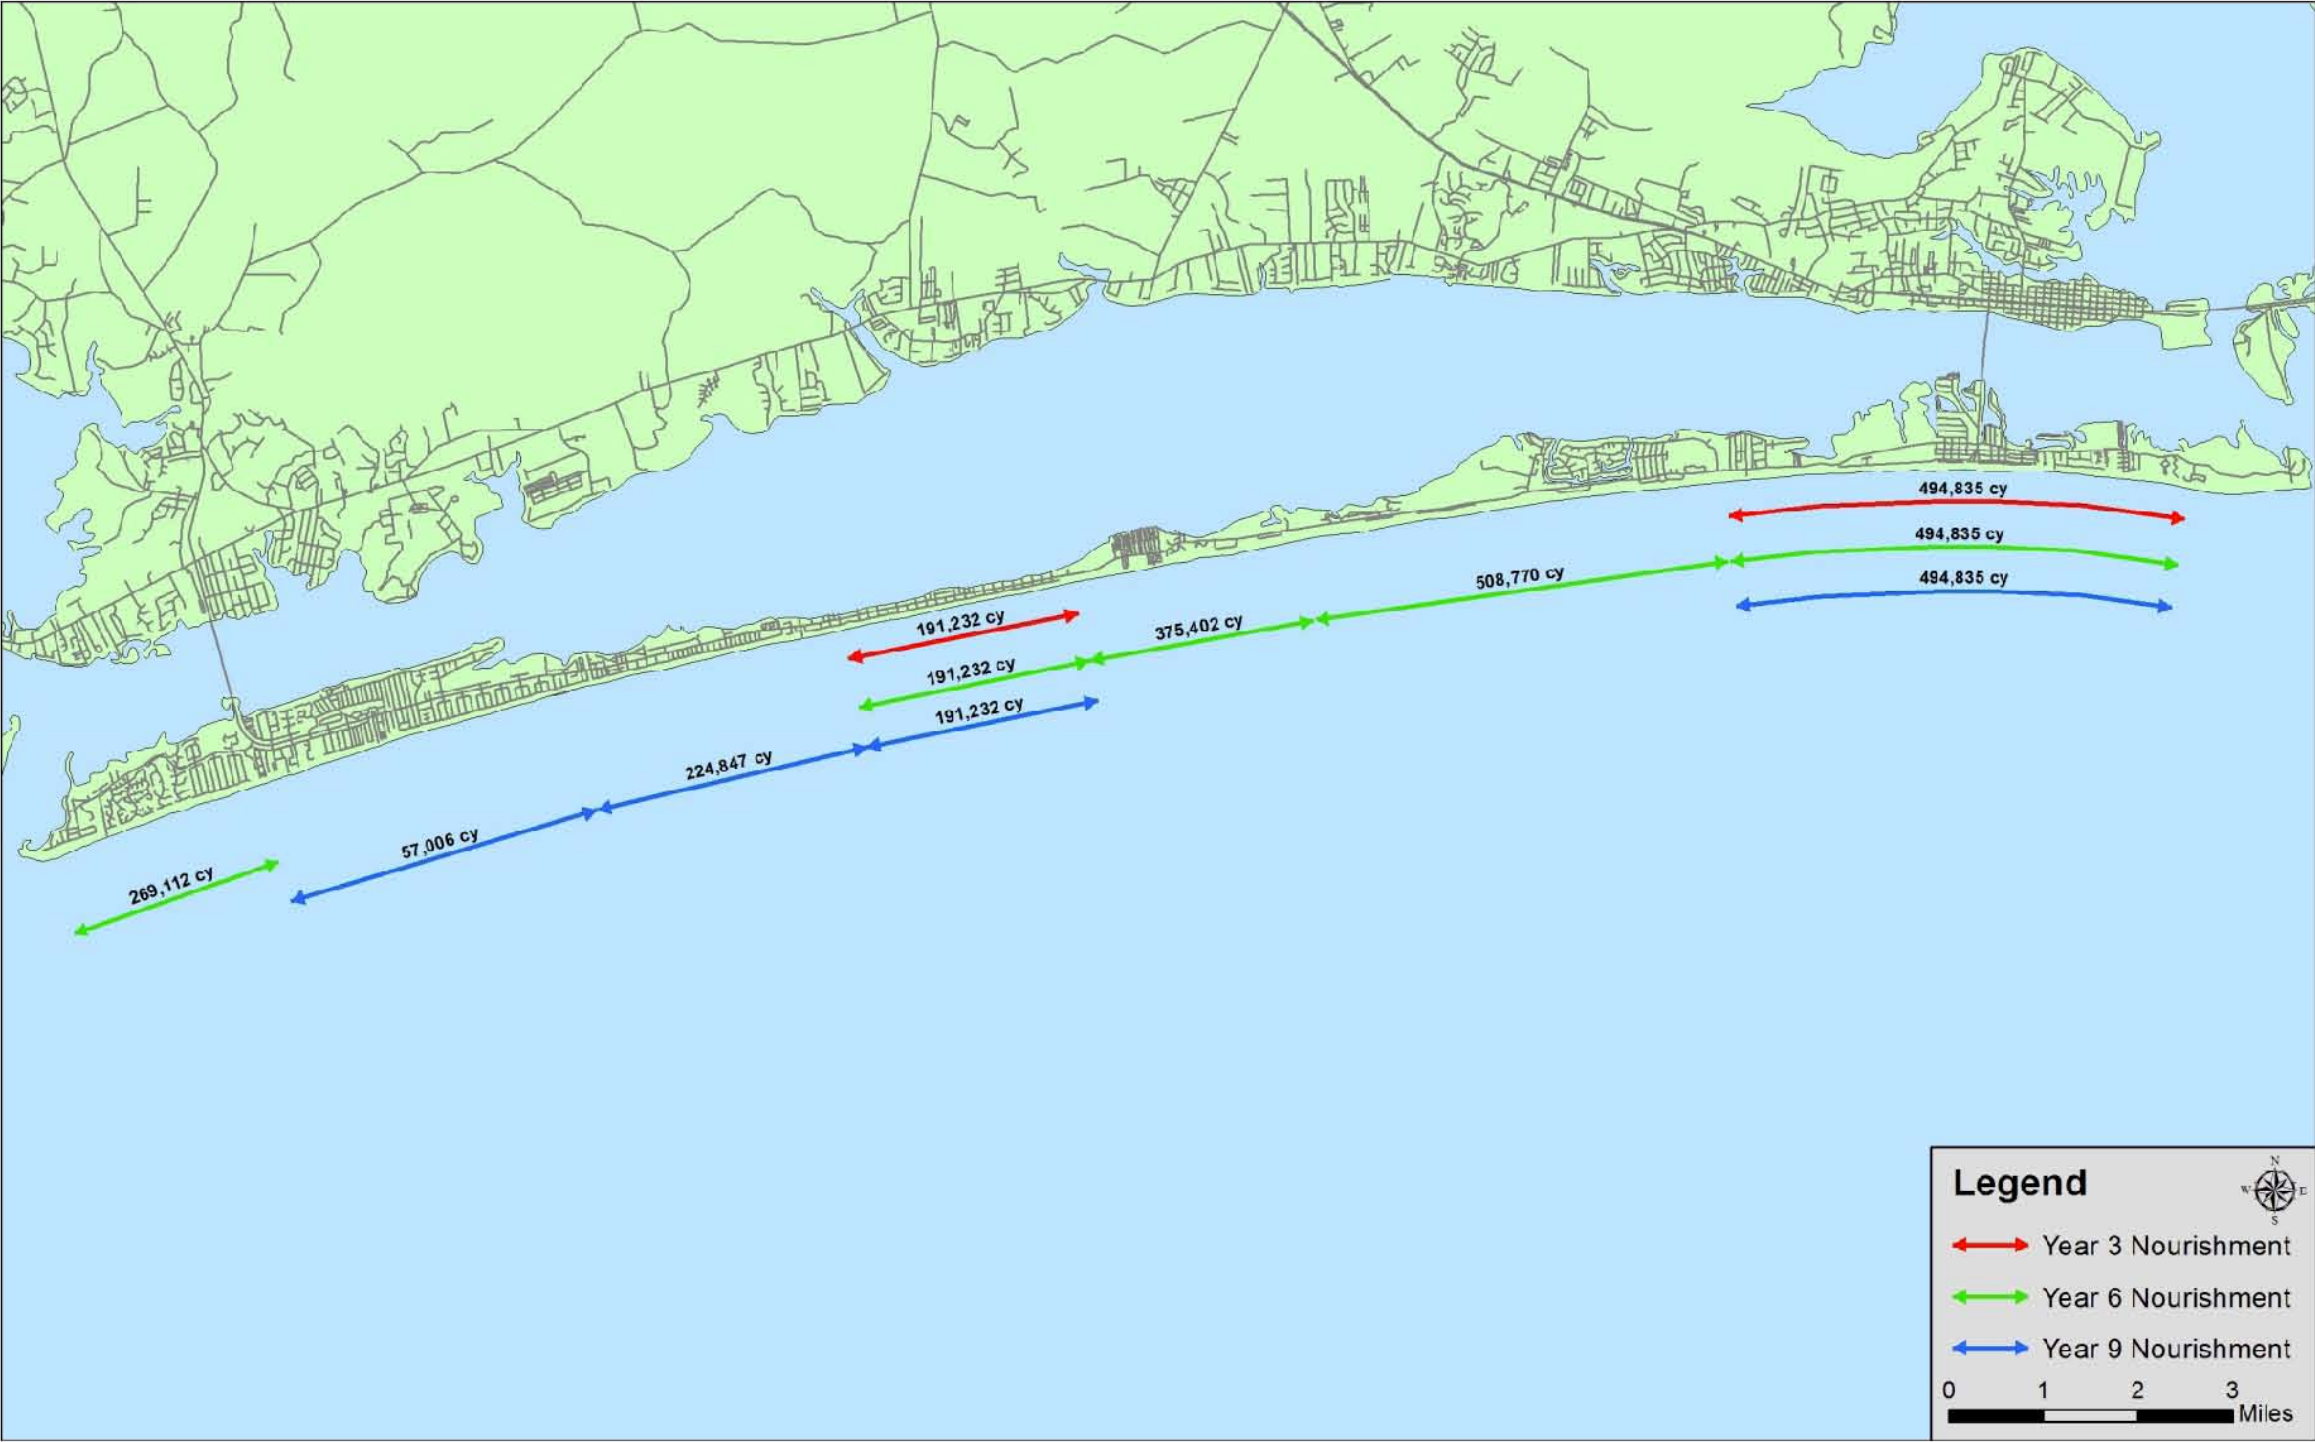 494,835 cy
494,835 cy
508,770 cy
494,835 cy
191,232 cy
375,402 cy
191,232 cy
191,232 cy
224,847 cy
57,006 cy
269,112 cy
Legend
N
W
E
S
Year 3 Nourishment
Year 6 Nourishment
Year 9 Nourishment
0 1 2 3
Miles